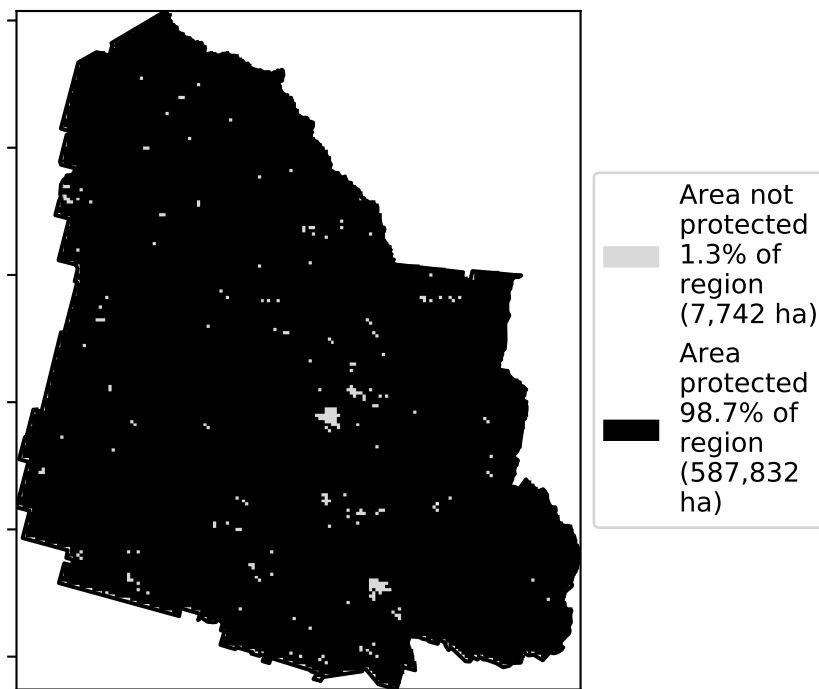 Area not
protected
1.3% of
region
(7,742 ha)
Area
protected
98.7% of
region
(587,832
ha)